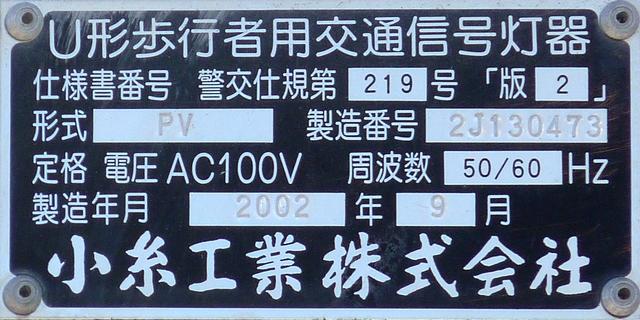 U形歩行者用交通信号灯器
仕様書番号 警交仕規第 219 号 「版 2 」
形式 PV 製造番号 2J130473
定格 電圧 AC100V 周波数 50/60 Hz
製造年月 2002 年 9 月
小糸工業株式会社